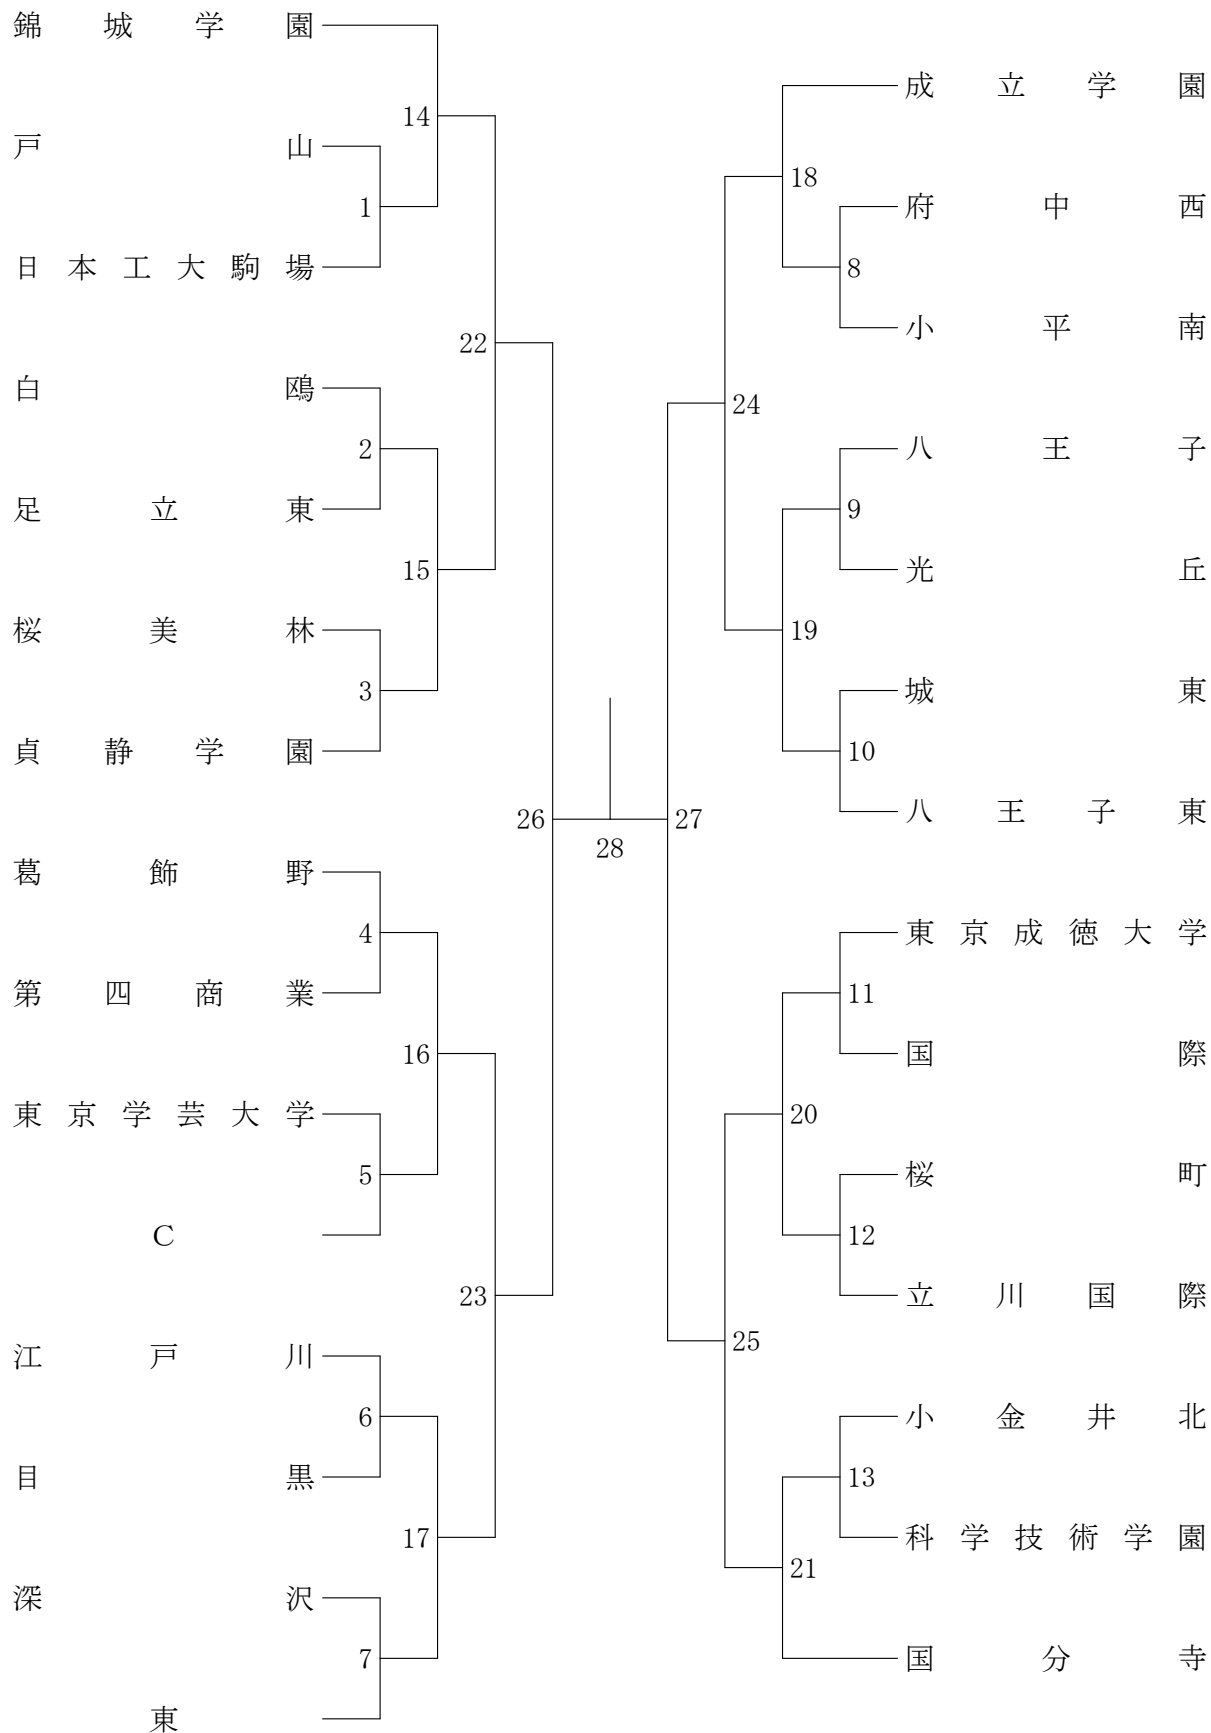 錦城学園
戸山
日本工大駒場
白鴎
足立東
桜美林
貞静学園
葛飾野
第四商業
東京学芸大学
C
江戸川
目黒
深沢
東
1
2
3
4
5
6
7
14
15
16
17
22
23
26
28
27
24
25
18
19
20
21
8
9
10
11
12
13
成立学園
府中西
小平南
八王子
光丘
城東
八王子東
東京成徳大学
国際
桜町
立川国際
小金井北
科学技術学園
国分寺